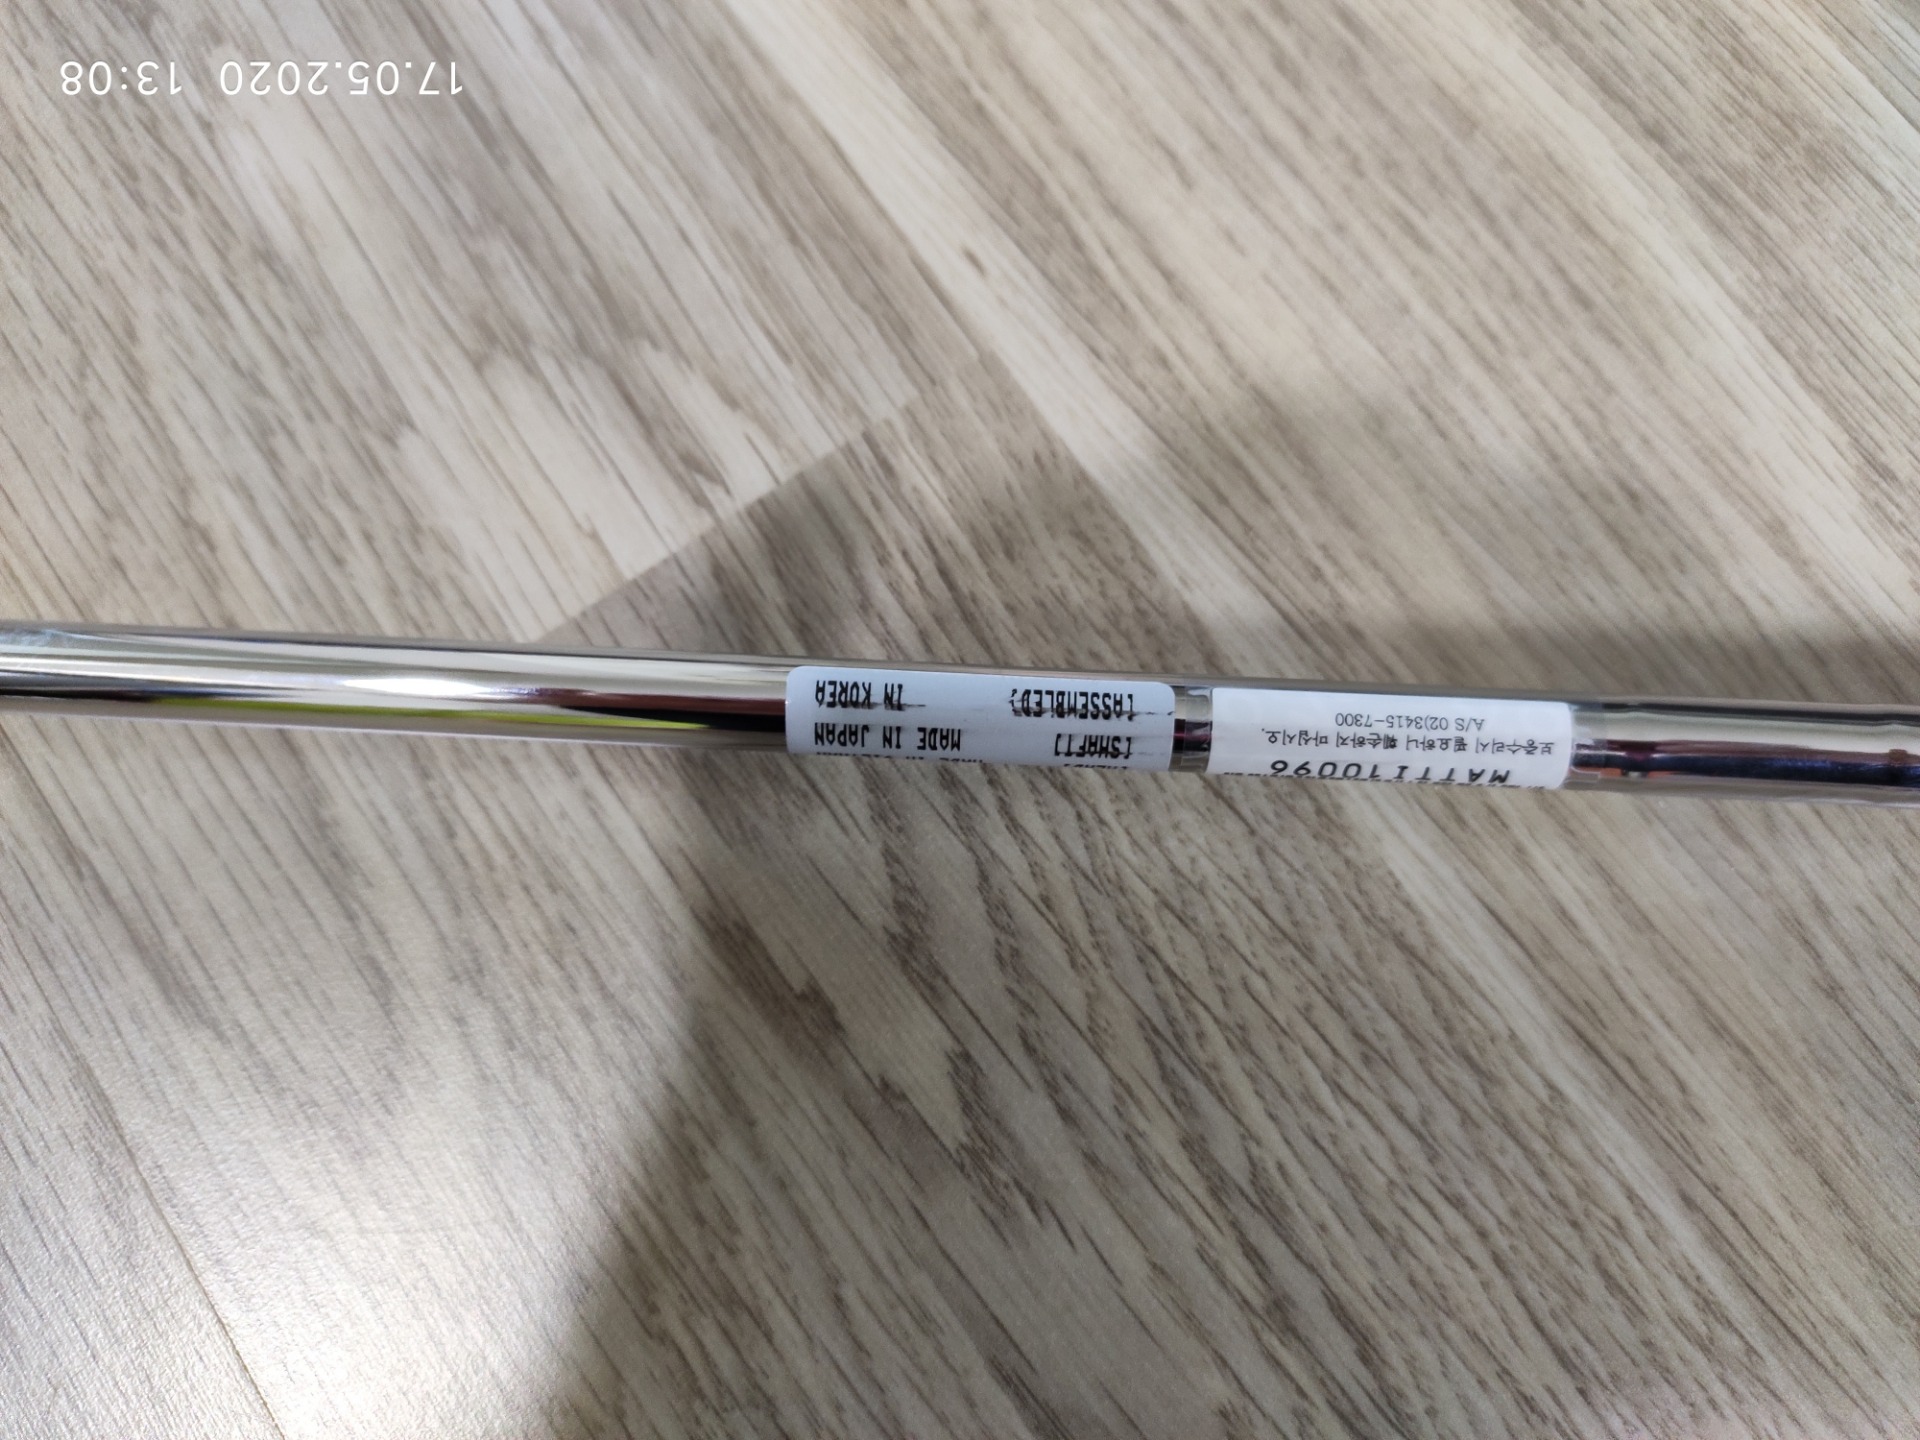 17.05.2020 13:08
MATTI10096
보증수리시 필요하니 훼손하지 마십시오.
A/S 02)3415-7300
[SHAFT] MADE IN JAPAN
[ASSEMBLED] IN KOREA